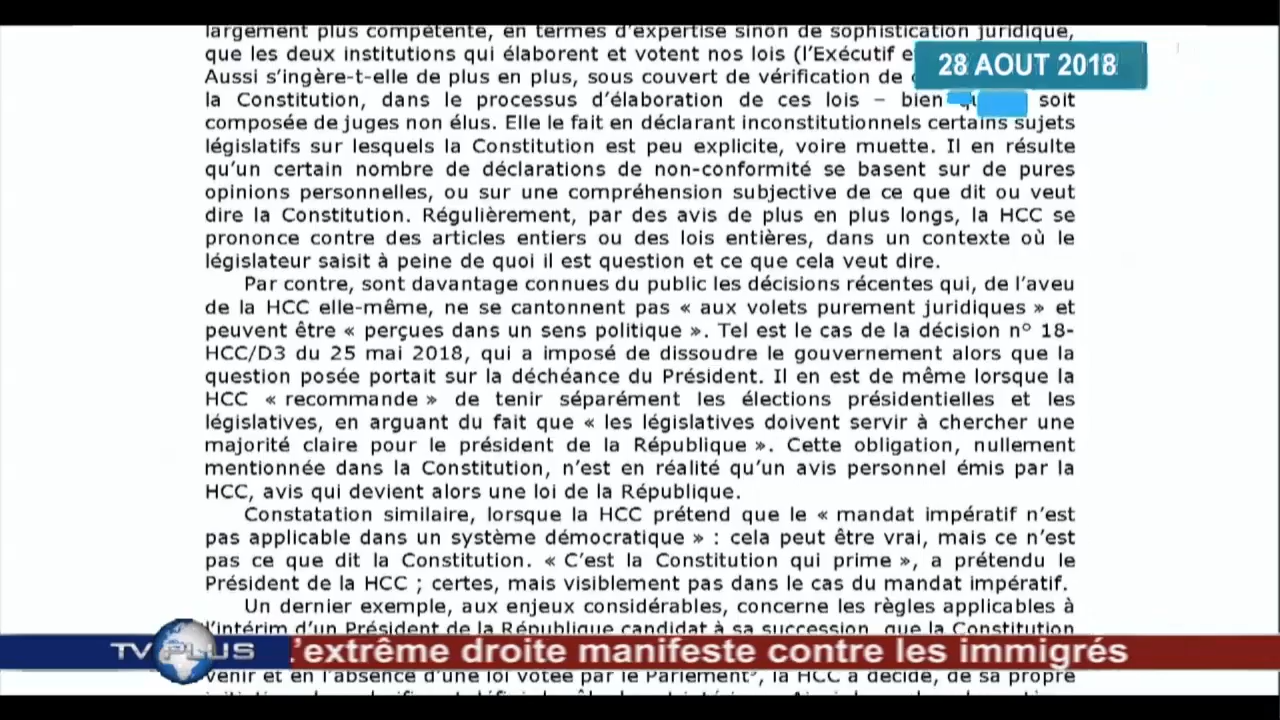 largement plus compétente, en termes d'expertise sinon de sophistication juridique,
que les deux institutions qui élaborent et votent nos lois (l'Exécutif
28 AOUT 2018
Aussi s'ingère-t-elle de plus en plus, sous couvert de vérification de
la Constitution, dans le processus d'élaboration de ces lois – bien soit
composée de juges non élus. Elle le fait en déclarant inconstitutionnels certains sujets
législatifs sur lesquels la Constitution est peu explicite, voire muette. Il en résulte
qu'un certain nombre de déclarations de non-conformité se basent sur de pures
opinions personnelles, ou sur une compréhension subjective de ce que dit ou veut
dire la Constitution. Régulièrement, par des avis de plus en plus longs, la HCC se
prononce contre des articles entiers ou des lois entières, dans un contexte où le
législateur saisit à peine de quoi il est question et ce que cela veut dire.
Par contre, sont davantage connues du public les décisions récentes qui, de l'aveu
de la HCC elle-même, ne se cantonnent pas « aux volets purement juridiques » et
peuvent être « perçues dans un sens politique ». Tel est le cas de la décision nº 18-
HCC/D3 du 25 mai 2018, qui a imposé de dissoudre le gouvernement alors que la
question posée portait sur la déchéance du Président. Il en est de même lorsque la
HCC « recommande » de tenir séparément les élections présidentielles et les
législatives, en arguant du fait que « les législatives doivent servir à chercher une
majorité claire pour le président de la République ». Cette obligation, nullement
mentionnée dans la Constitution, n'est en réalité qu'un avis personnel émis par la
HCC, avis qui devient alors une loi de la République.
Constatation similaire, lorsque la HCC prétend que le « mandat impératif n'est
pas applicable dans un système démocratique » : cela peut être vrai, mais ce n'est
pas ce que dit la Constitution. « C'est la Constitution qui prime », a prétendu le
Président de la HCC ; certes, mais visiblement pas dans le cas du mandat impératif.
Un dernier exemple, aux enjeux considérables, concerne les règles applicables à
l'intérim d'un Président de la République candidat à sa succession, que la Constitution
TV PLUS
l'extrême droite manifeste contre les immigrés
venir et en l'absence d'une loi votée par le Parlement⁵, la HCC a décidé, de sa propre